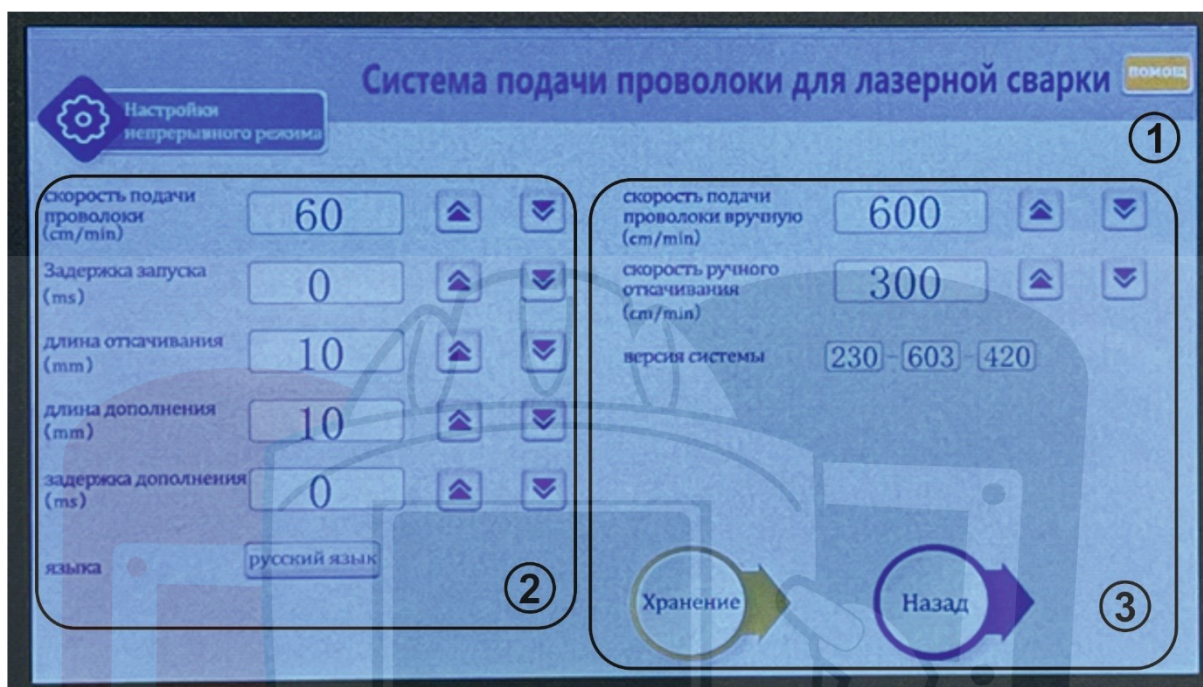 Система подачи проволоки для лазерной сварки
помощ
Настройки
непрерывного режима
1
скорость подачи
проволоки
(cm/min)
60
Задержка запуска
(ms)
0
длина откачивания
(mm)
10
длина дополнения
(mm)
10
задержка дополнения
(ms)
0
языка
русский язык
2
скорость подачи
проволоки вручную
(cm/min)
600
скорость ручного
откачивания
(cm/min)
300
версия системы
230-603-420
Хранение
Назад
3